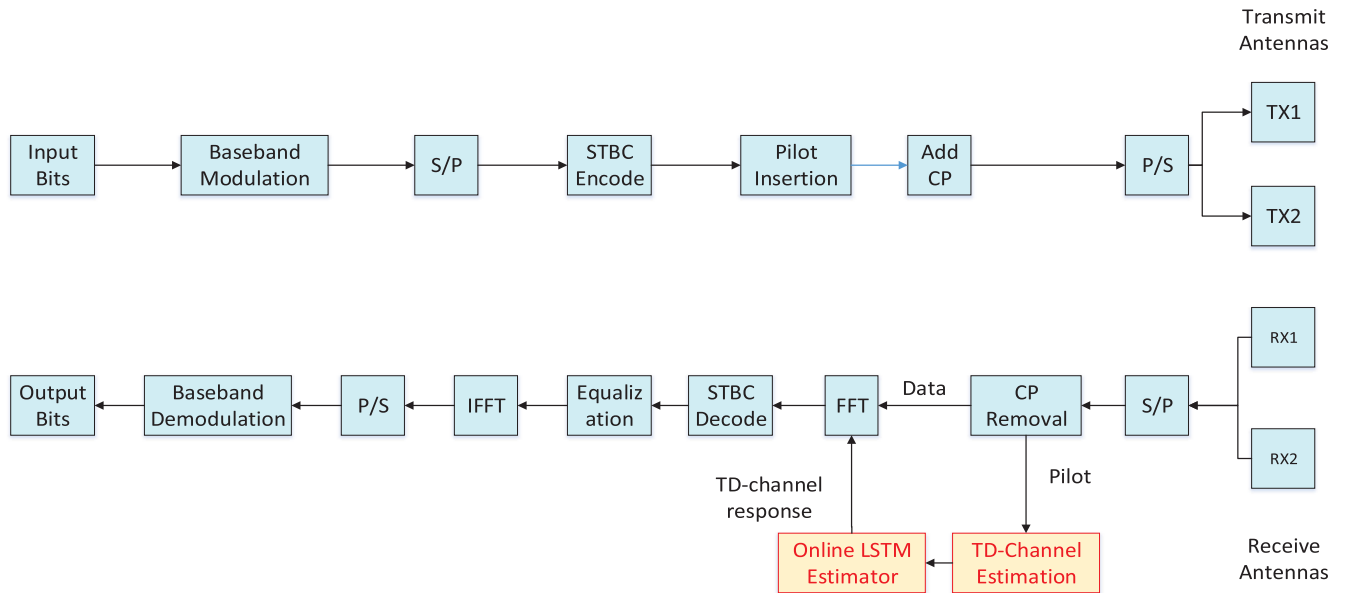 Transmit
Antennas
Input
Bits
Baseband
Modulation
S/P
STBC
Encode
Pilot
Insertion
Add
CP
P/S
TX1
TX2
RX1
RX2
Output
Bits
Baseband
Demodulation
P/S
IFFT
Equaliz
ation
STBC
Decode
FFT
Data
CP
Removal
S/P
TD-channel
response
Pilot
Online LSTM
Estimator
TD-Channel
Estimation
Receive
Antennas